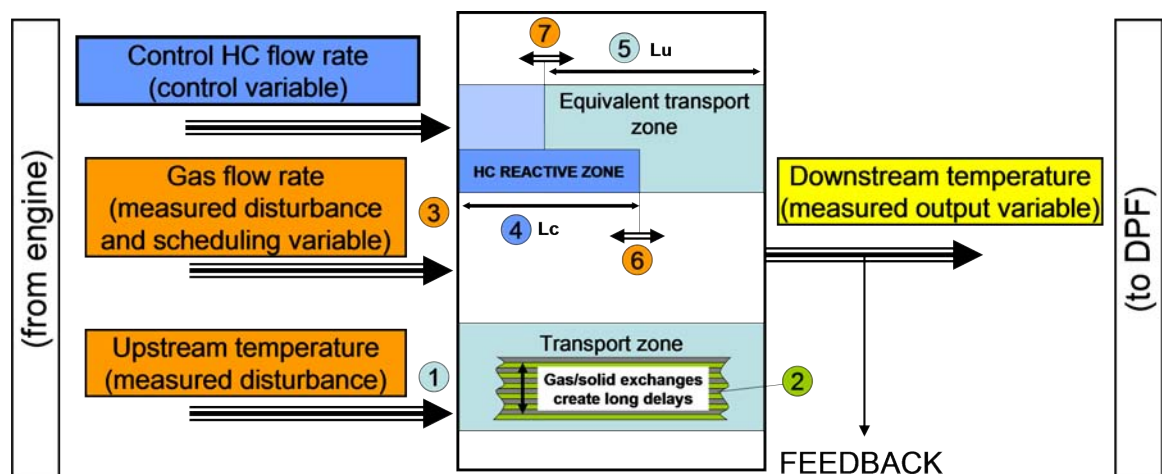 (from engine)
Control HC flow rate
(control variable)
Gas flow rate
(measured disturbance
and scheduling variable)
3
Upstream temperature
(measured disturbance)
1
7
5 Lu
Equivalent transport
zone
HC REACTIVE ZONE
4 Lc
6
Transport zone
Gas/solid exchanges
create long delays
2
Downstream temperature
(measured output variable)
FEEDBACK
(to DPF)